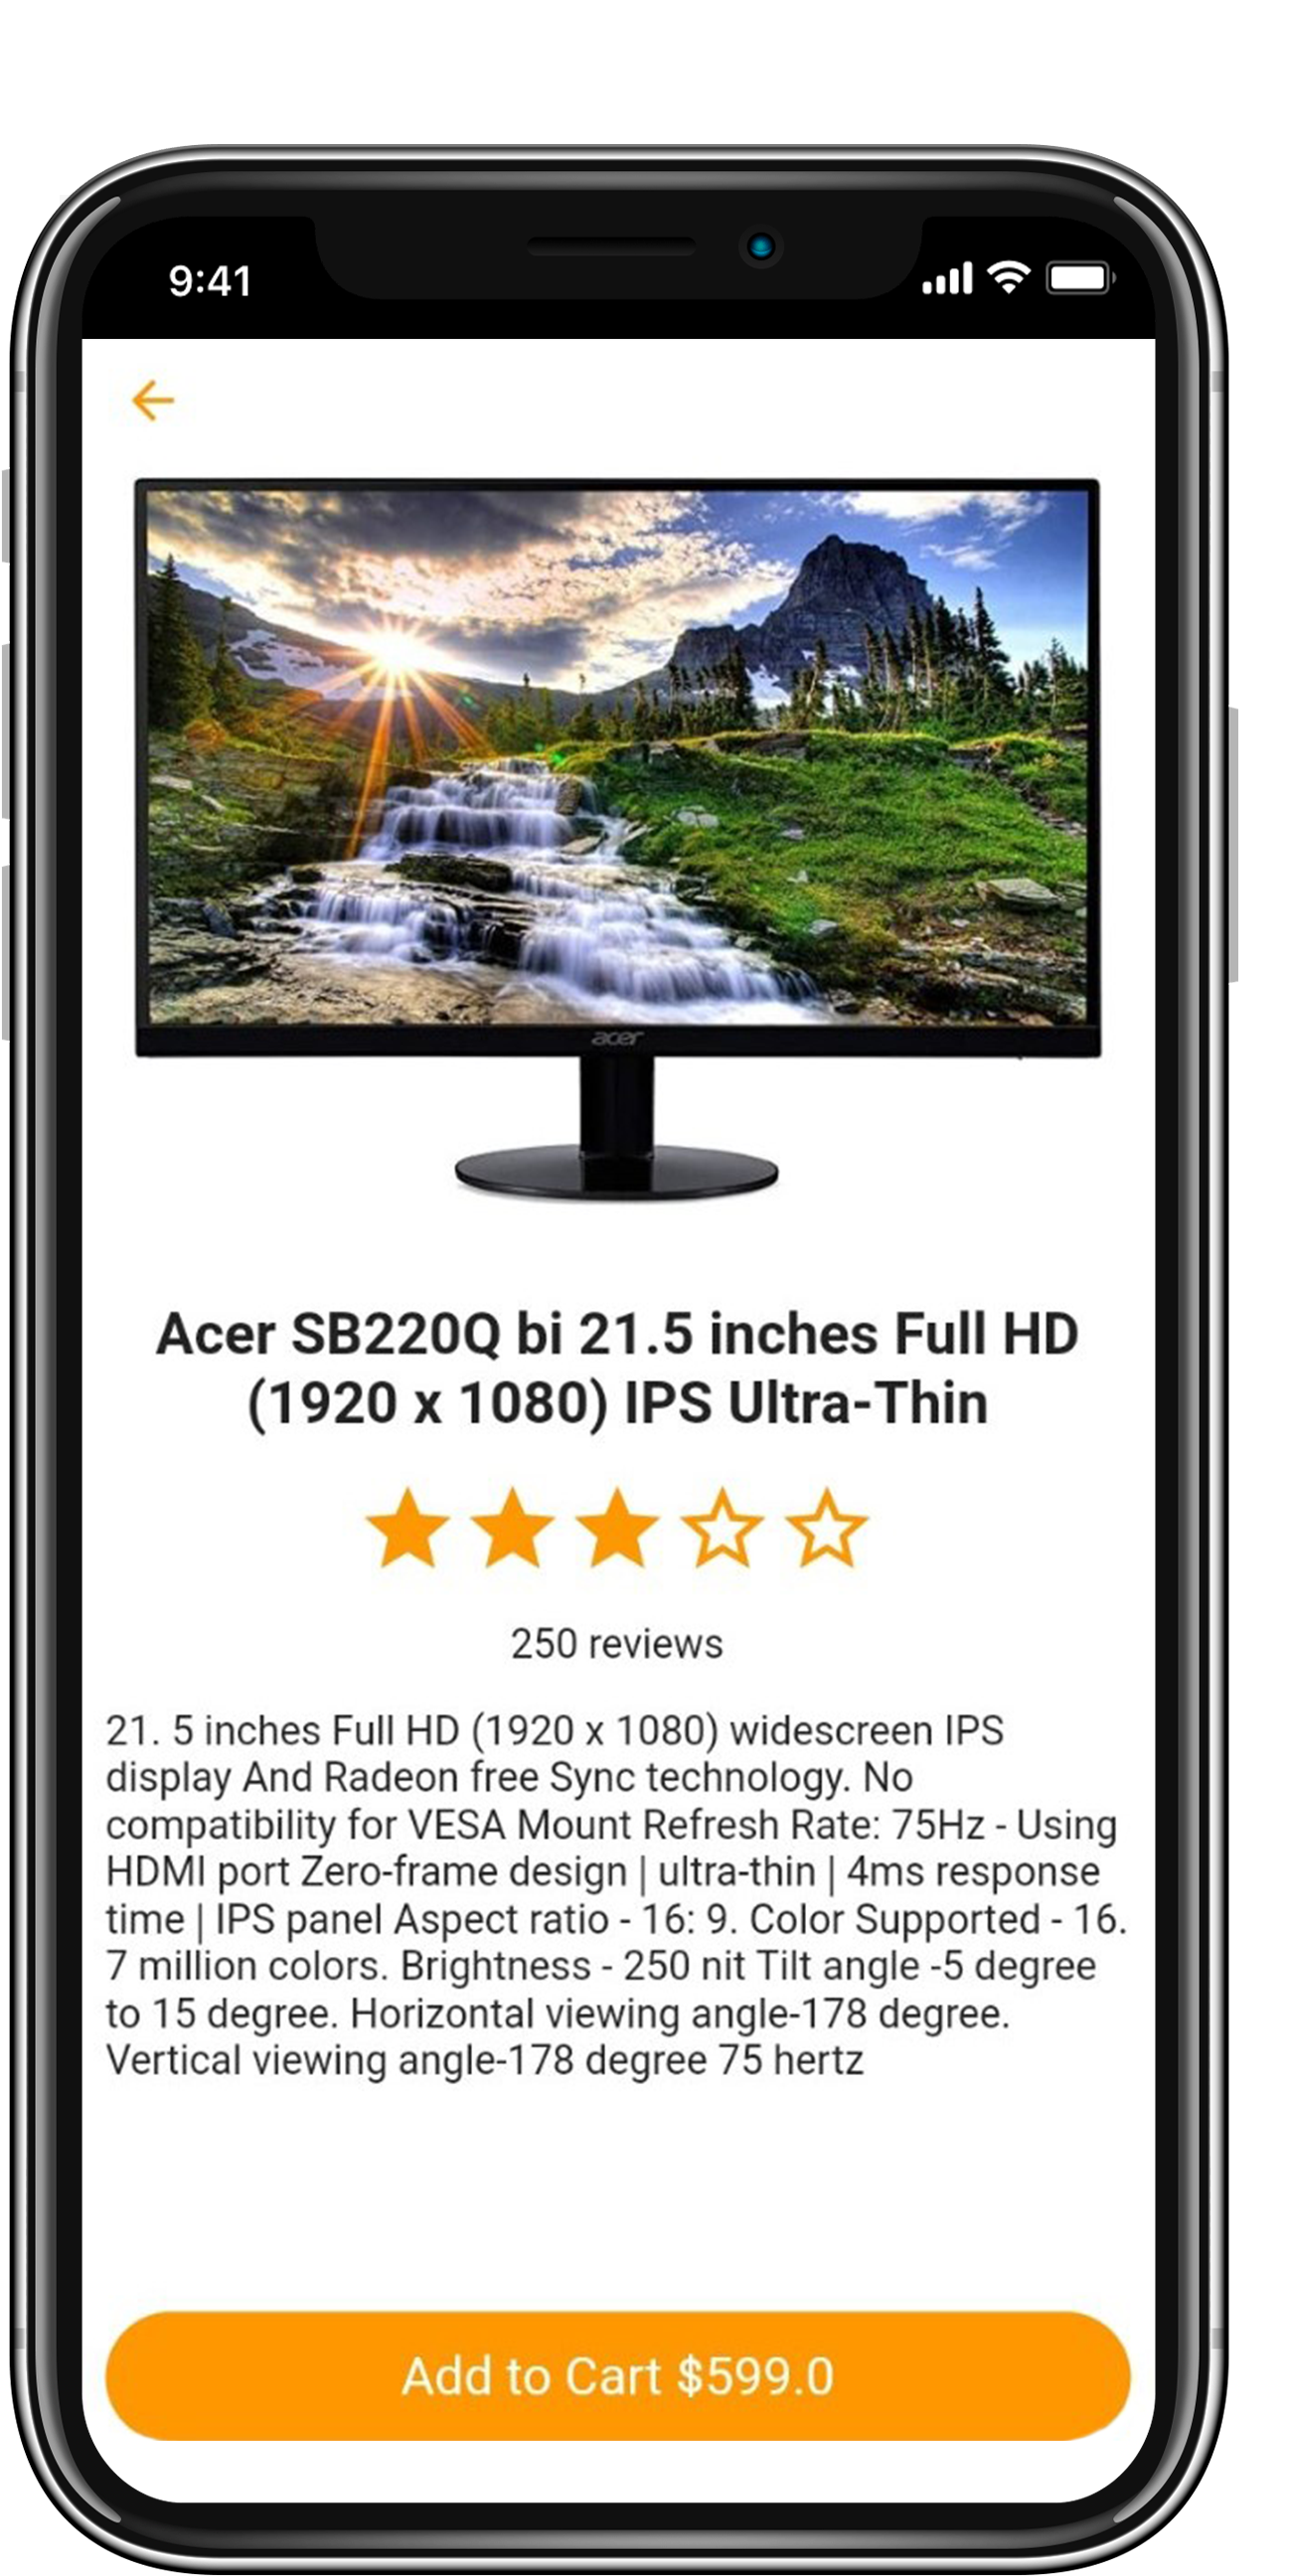 9:41
acer
Acer SB220Q bi 21.5 inches Full HD
(1920 x 1080) IPS Ultra-Thin
250 reviews
21. 5 inches Full HD (1920 x 1080) widescreen IPS
display And Radeon free Sync technology. No
compatibility for VESA Mount Refresh Rate: 75Hz - Using
HDMI port Zero-frame design | ultra-thin | 4ms response
time | IPS panel Aspect ratio - 16: 9. Color Supported - 16.
7 million colors. Brightness - 250 nit Tilt angle -5 degree
to 15 degree. Horizontal viewing angle-178 degree.
Vertical viewing angle-178 degree 75 hertz
Add to Cart $599.0